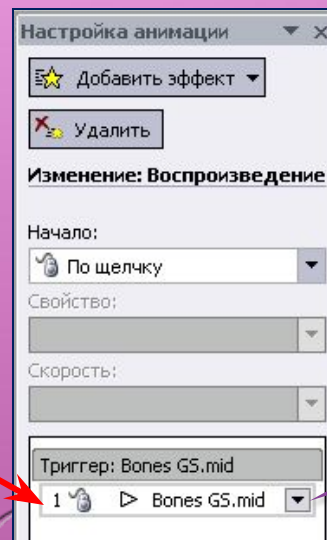 Настройка анимации
Добавить эффект
Удалить
Изменение: Воспроизведение
Начало:
По щелчку
Свойство:
Скорость:
Триггер: Bones GS.mid
1 Bones GS.mid